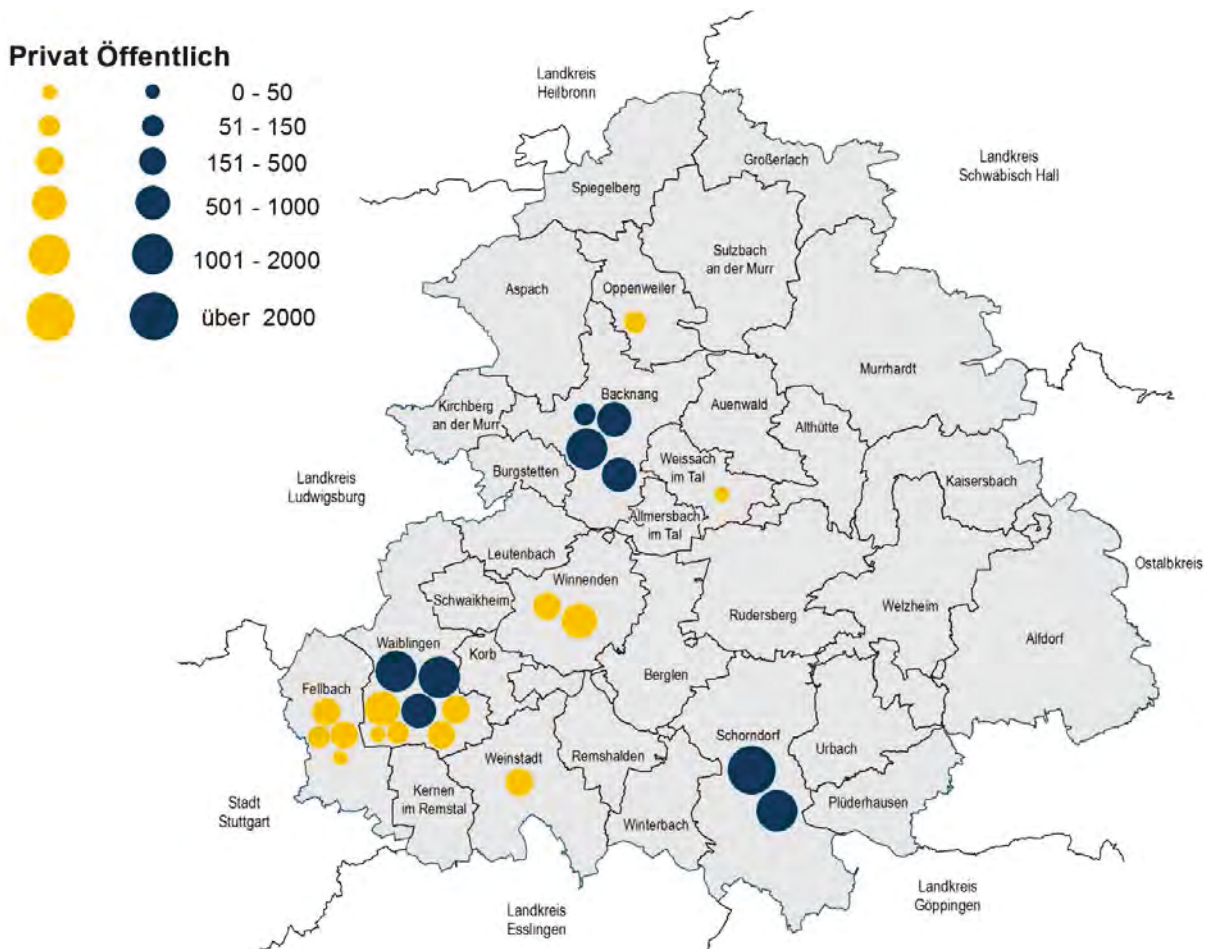 Privat Öffentlich
0 - 50
51 - 150
151 - 500
501 - 1000
1001 - 2000
über 2000
Landkreis
Heilbronn
Landkreis
Schwäbisch Hall
Großerlach
Spiegelberg
Sulzbach
an der Murr
Aspach
Oppenweiler
Murrhardt
Backnang
Auenwald
Kirchberg
an der Murr
Althütte
Weissach
im Tal
Burgstetten
Kaisersbach
Landkreis
Ludwigsburg
Allmersbach
im Tal
Leutenbach
Ostalbkreis
Winnenden
Schwaikheim
Rudersberg
Welzheim
Alfdorf
Waiblingen
Korb
Berglen
Fellbach
Schorndorf
Urbach
Weinstadt
Remshalden
Kernen
im Remstal
Plüderhausen
Stadt
Stuttgart
Winterbach
Landkreis
Göppingen
Landkreis
Esslingen